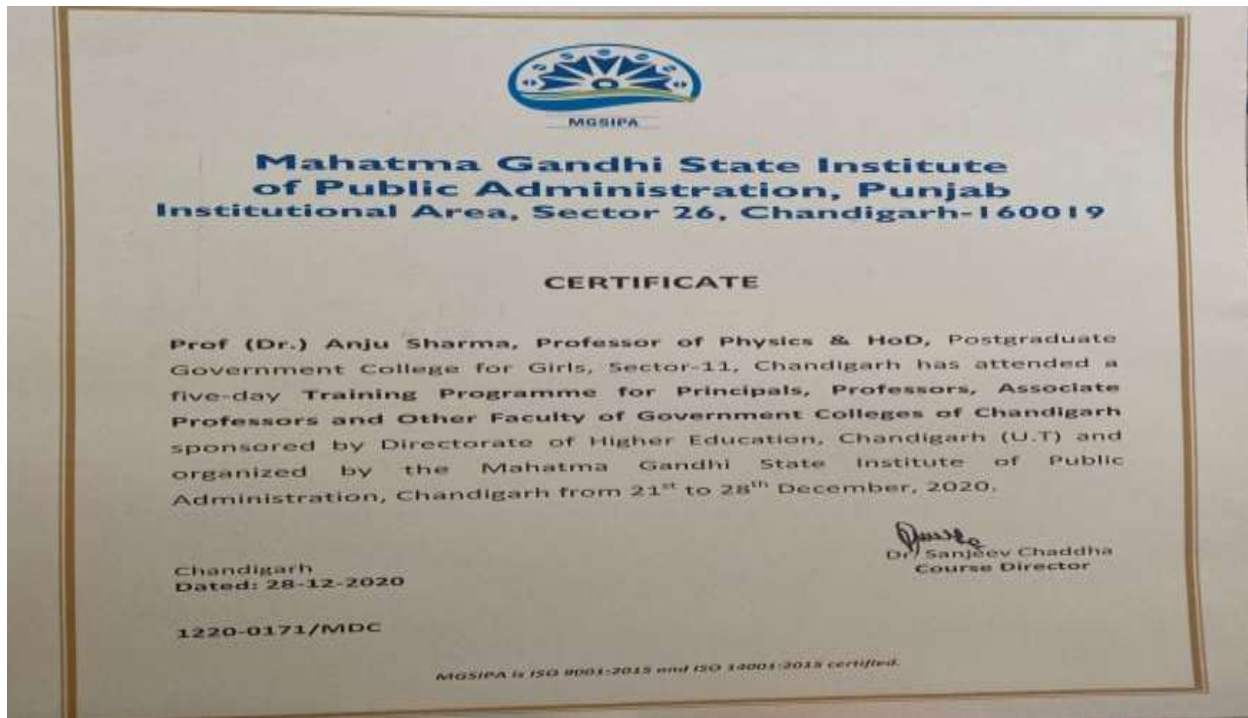 MGSIPA
Mahatma Gandhi State Institute
of Public Administration, Punjab
Institutional Area, Sector 26, Chandigarh-160019
CERTIFICATE
Prof (Dr.) Anju Sharma, Professor of Physics & HoD, Postgraduate
Government College for Girls, Sector-11, Chandigarh has attended a
five-day Training Programme for Principals, Professors, Associate
Professors and Other Faculty of Government Colleges of Chandigarh
sponsored by Directorate of Higher Education, Chandigarh (U.T) and
organized by the Mahatma Gandhi State Institute of Public
Administration, Chandigarh from 21st to 28th December, 2020.
Dr. Sanjeev Chaddha
Course Director
Chandigarh
Dated: 28-12-2020
1220-0171/MDC
MGSIPA is ISO 9001:2015 and ISO 14001:2015 certified.